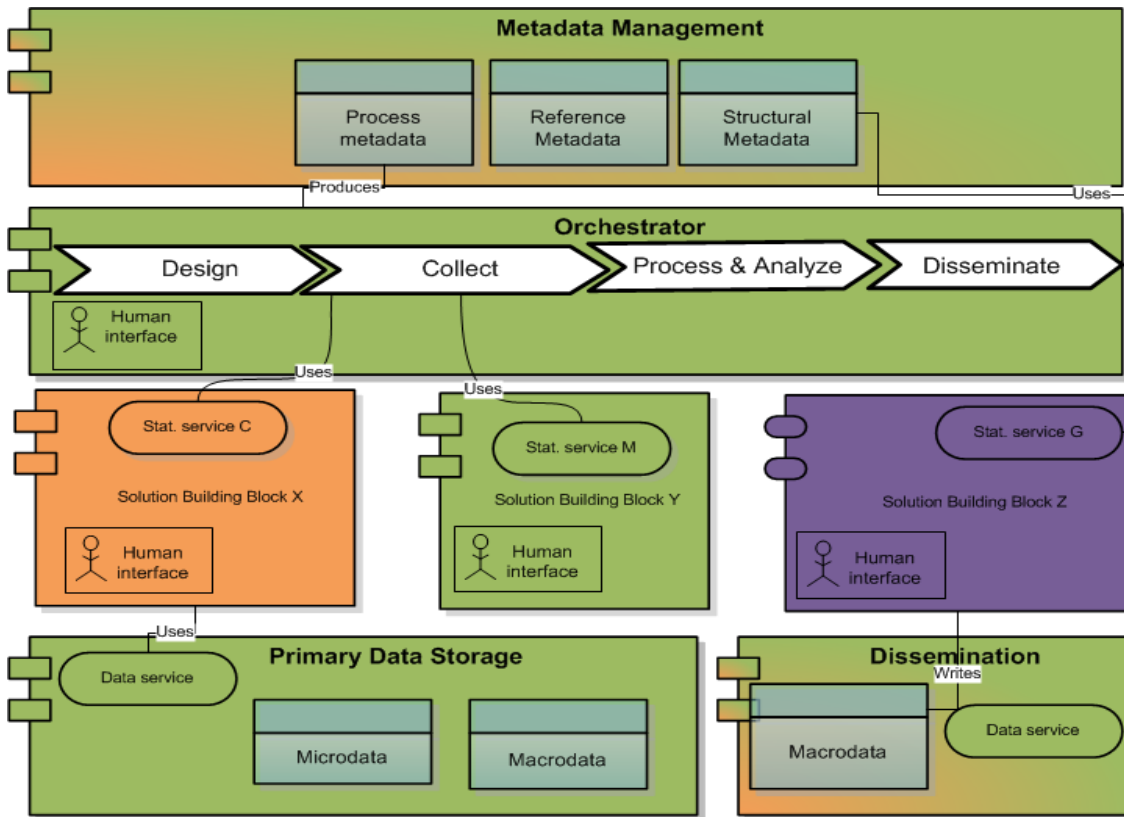 Metadata Management
Process
metadata
Reference
Metadata
Structural
Metadata
Produces
Uses
Orchestrator
Design
Collect
Process & Analyze
Disseminate
Human
interface
Uses
Uses
Stat. service C
Solution Building Block X
Human
interface
Stat. service M
Solution Building Block Y
Human
interface
Stat. service G
Solution Building Block Z
Human
interface
Uses
Primary Data Storage
Data service
Microdata
Macrodata
Dissemination
Writes
Macrodata
Data service